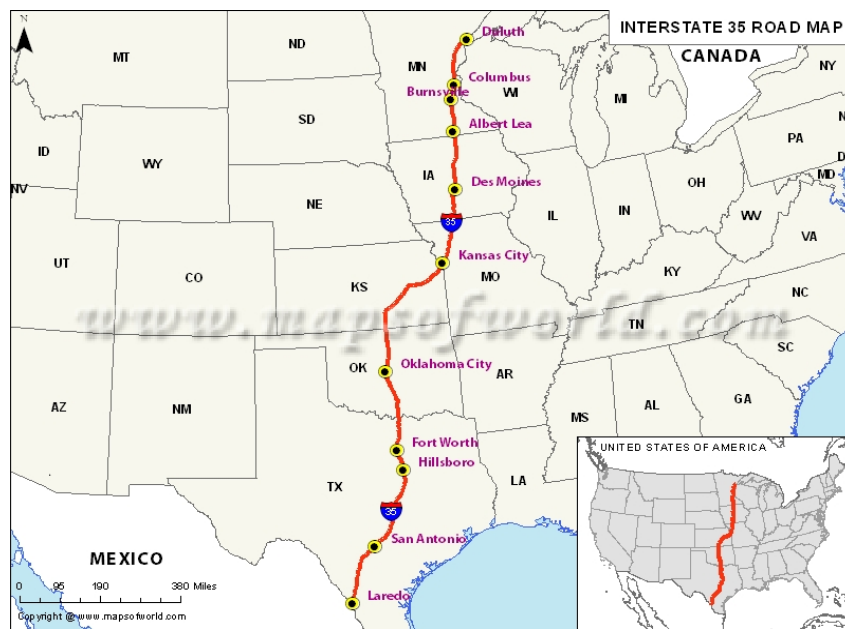 INTERSTATE 35 ROAD MAP
N
MT
ND
Duluth
CANADA
MN
Columbus
Burnsville
WI
MI
NY
SD
Albert Lea
PA
N
ID
WY
IA
Des Moines
OH
D
MD
NV
NE
35
IL
IN
WV
VA
UT
CO
KS
Kansas City
MO
KY
NC
www.mapsofworld.com
TN
SC
OK
Oklahoma City
AR
AZ
NM
MS
AL
GA
Fort Worth
Hillsboro
UNITED STATES OF AMERICA
TX
LA
35
San Antonio
MEXICO
0 95 190 380 Miles
Laredo
Copyright @ www.mapsofworld.com